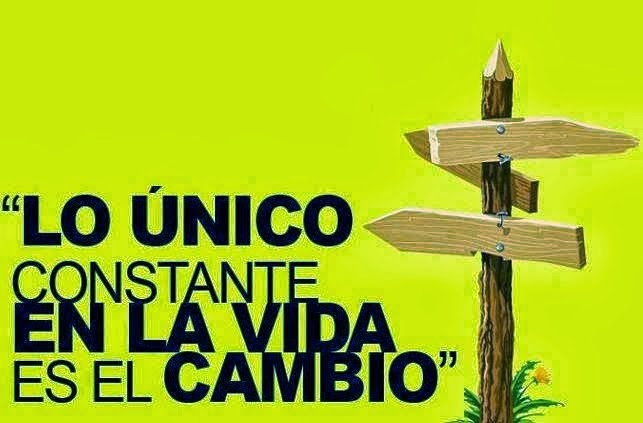 “LO ÚNICO
CONSTANTE
EN LA VIDA
ES EL CAMBIO”